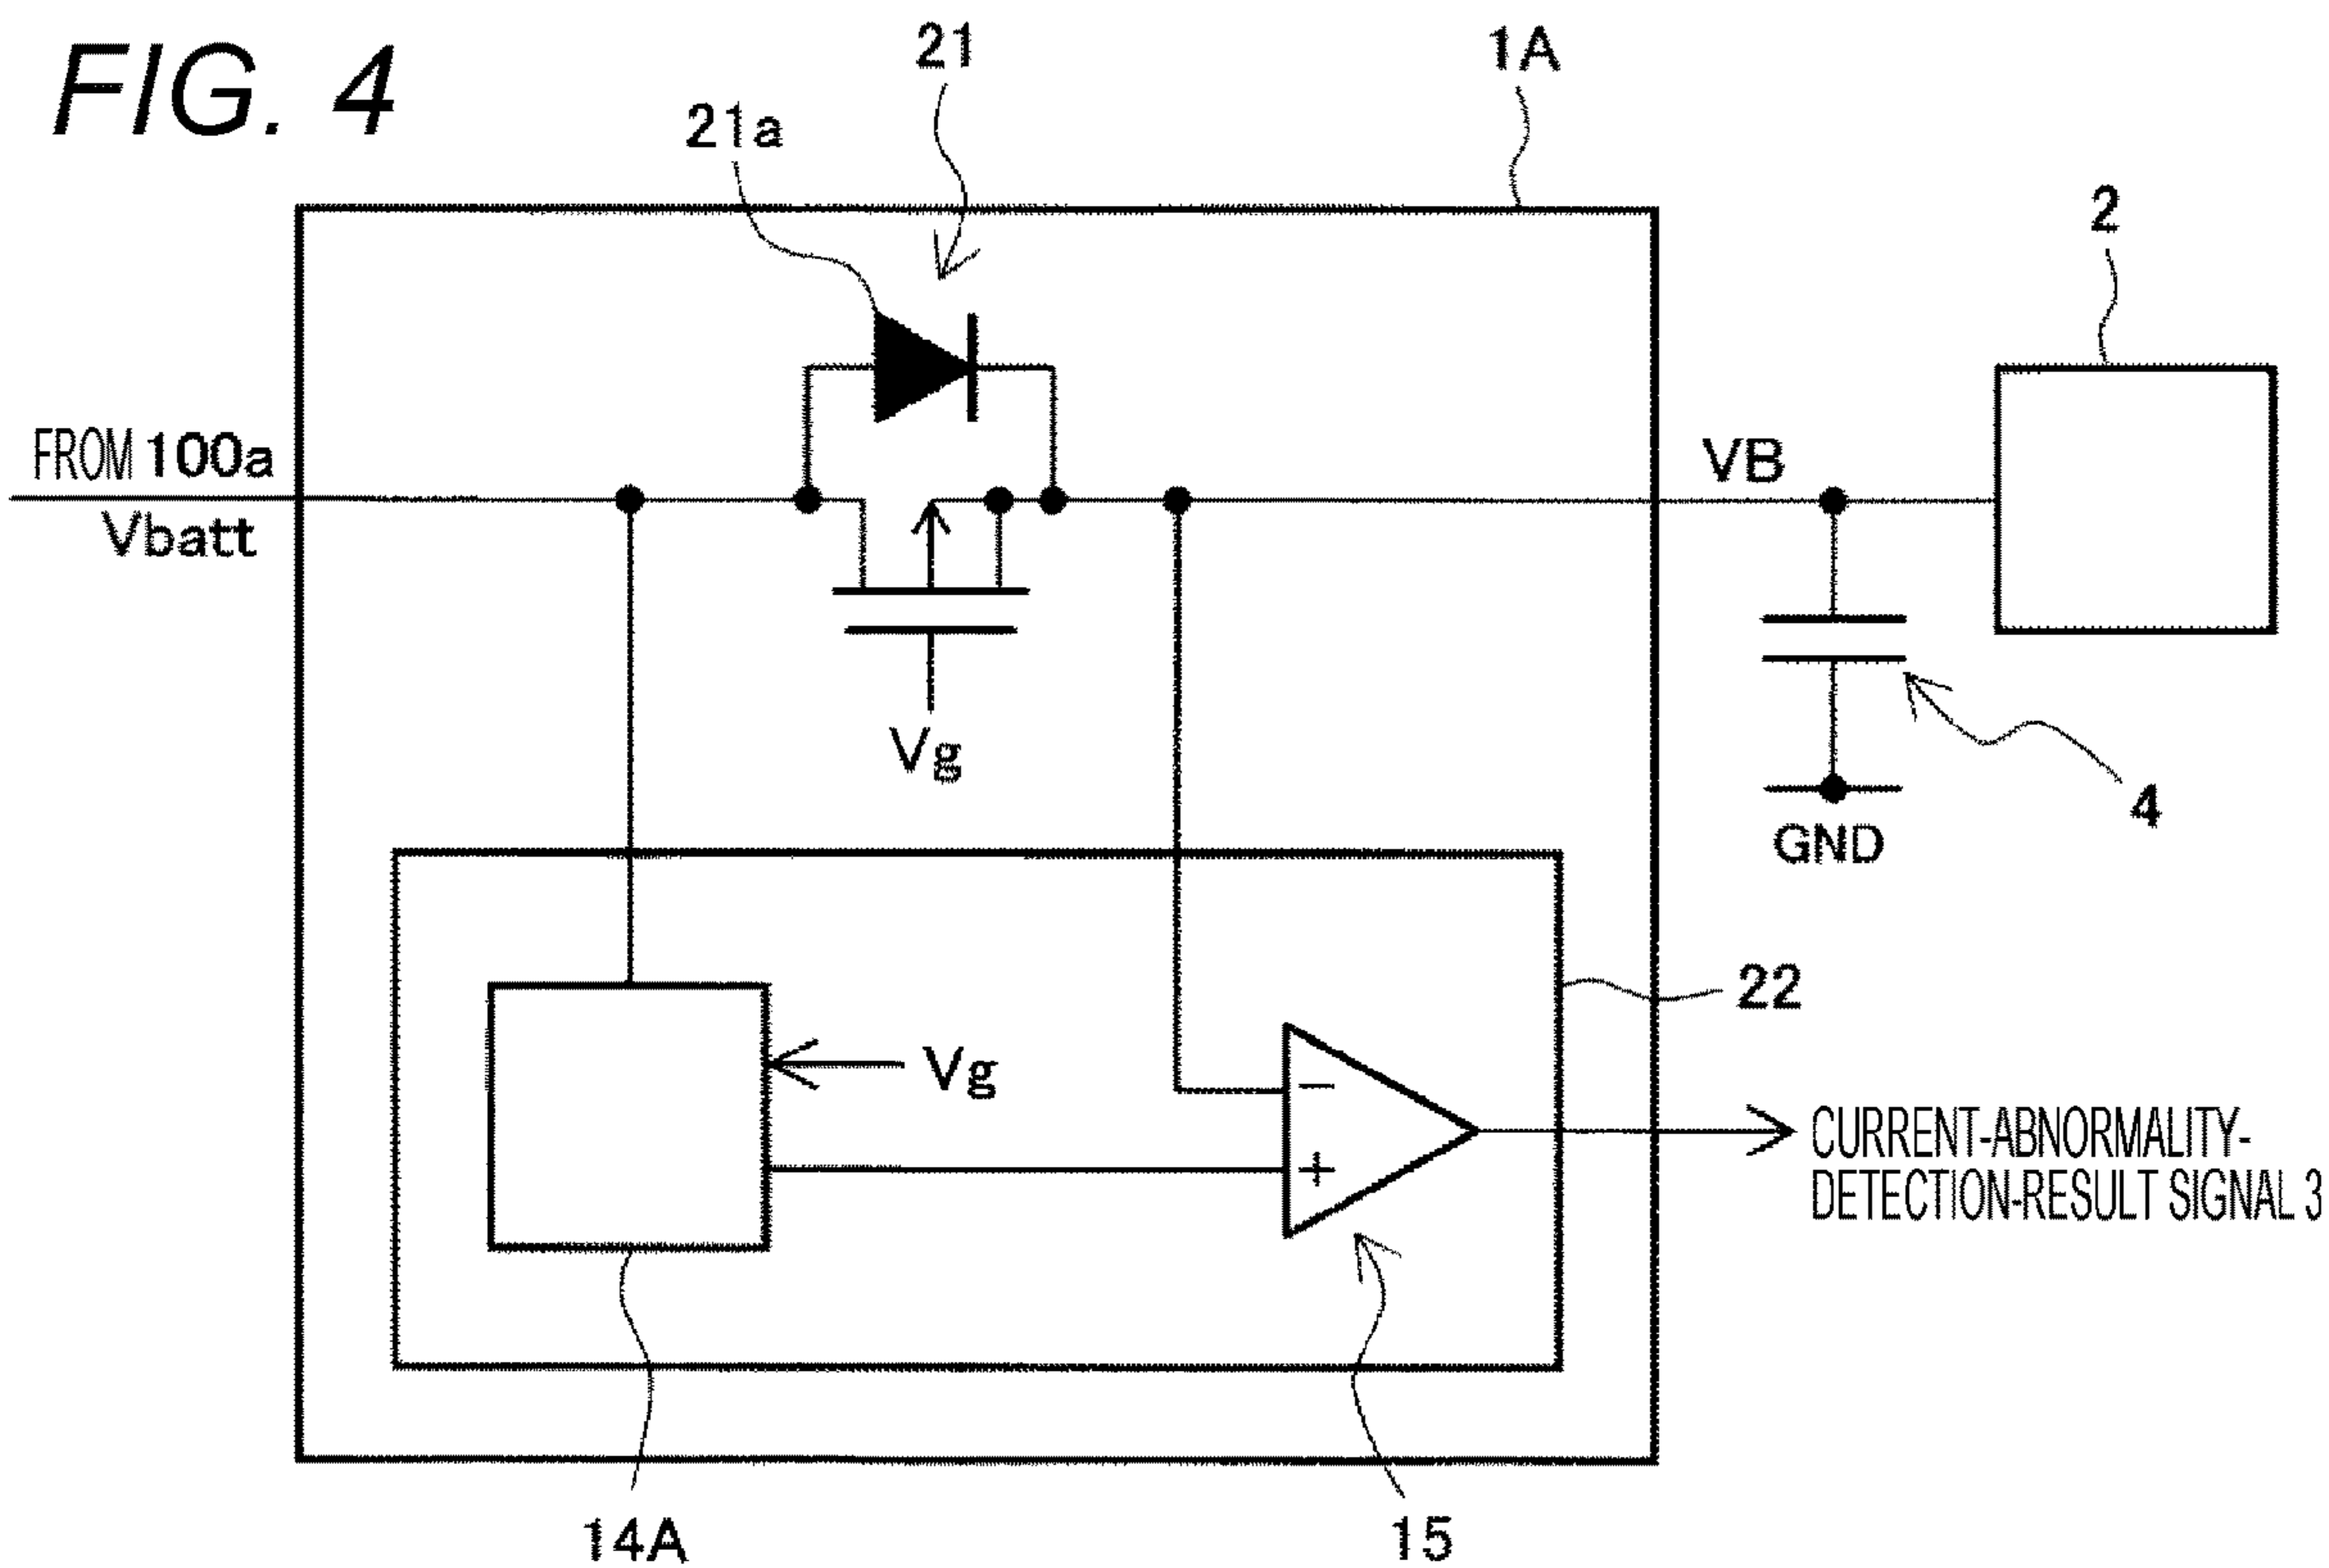 FIG. 4
21
1A
21a
2
FROM 100a
Vbatt
VB
Vg
4
GND
22
Vg
−
+
CURRENT-ABNORMALITY-
DETECTION-RESULT SIGNAL 3
14A
15